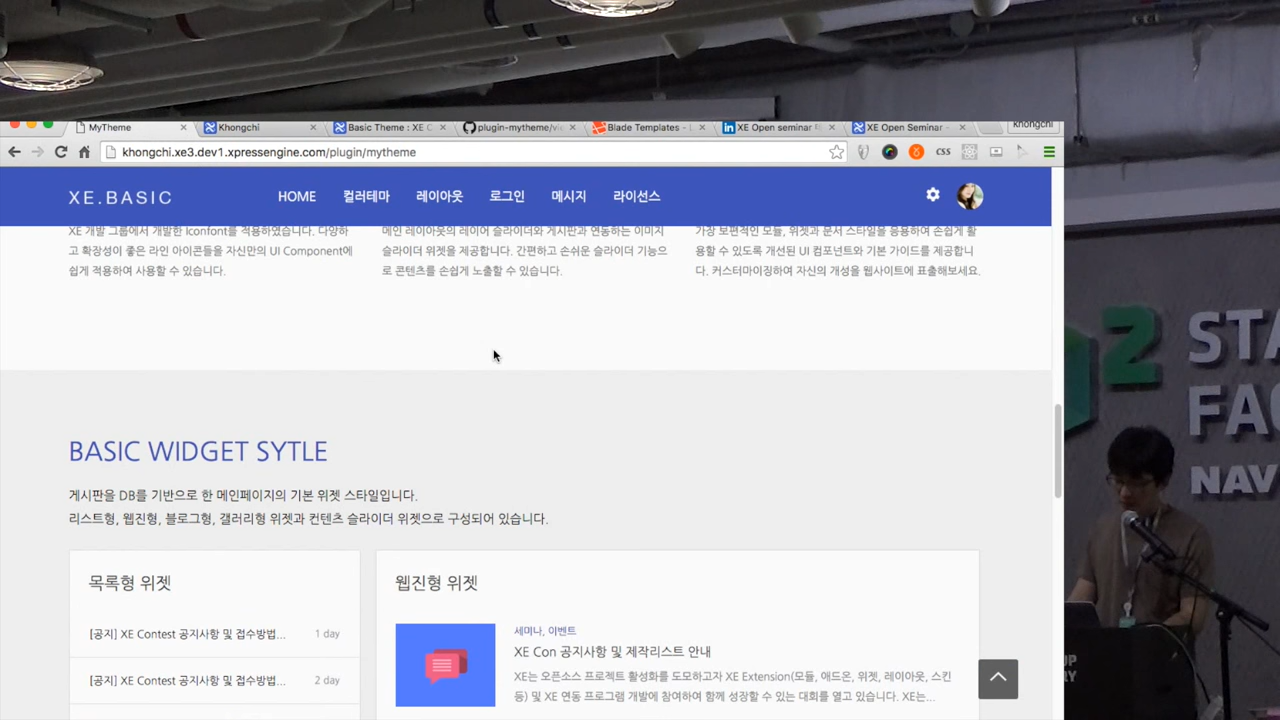 MyTheme
Khongchi
Basic Theme : XE C
plugin-mytheme/vie
Blade Templates - L
XE Open seminar
XE Open Seminar -
khongchi
khongchi.xe3.dev1.xpressengine.com/plugin/mytheme
CSS
XE.BASIC
HOME 컬러테마 레이아웃 로그인 메시지 라이선스
XE 개발 그룹에서 개발한 Iconfont를 적용하였습니다. 다양하
고 확장성이 좋은 라인 아이콘들을 자신만의 UI Component에
쉽게 적용하여 사용할 수 있습니다.
메인 레이아웃의 레이어 슬라이더와 게시판과 연동하는 이미지
슬라이더 위젯을 제공합니다. 간편하고 손쉬운 슬라이더 기능으
로 콘텐츠를 손쉽게 노출할 수 있습니다.
가장 보편적인 모듈, 위젯과 문서 스타일을 응용하여 손쉽게 활
용할 수 있도록 개선된 UI 컴포넌트와 기본 가이드를 제공합니
다. 커스터마이징하여 자신의 개성을 웹사이트에 표출해보세요.
BASIC WIDGET SYTLE
게시판을 DB를 기반으로 한 메인페이지의 기본 위젯 스타일입니다.
리스트형, 웹진형, 블로그형, 갤러리형 위젯과 컨텐츠 슬라이더 위젯으로 구성되어 있습니다.
목록형 위젯
[공지] XE Contest 공지사항 및 접수방법... 1 day
[공지] XE Contest 공지사항 및 접수방법... 2 day
웹진형 위젯
세미나, 이벤트
XE Con 공지사항 및 제작리스트 안내
XE는 오픈소스 프로젝트 활성화를 도모하고자 XE Extension(모듈, 애드온, 위젯, 레이아웃, 스킨
등) 및 XE 연동 프로그램 개발에 참여하여 함께 성장할 수 있는 대회를 열고 있습니다. XE는...
2
STA
FAC
NAV
UP
RY